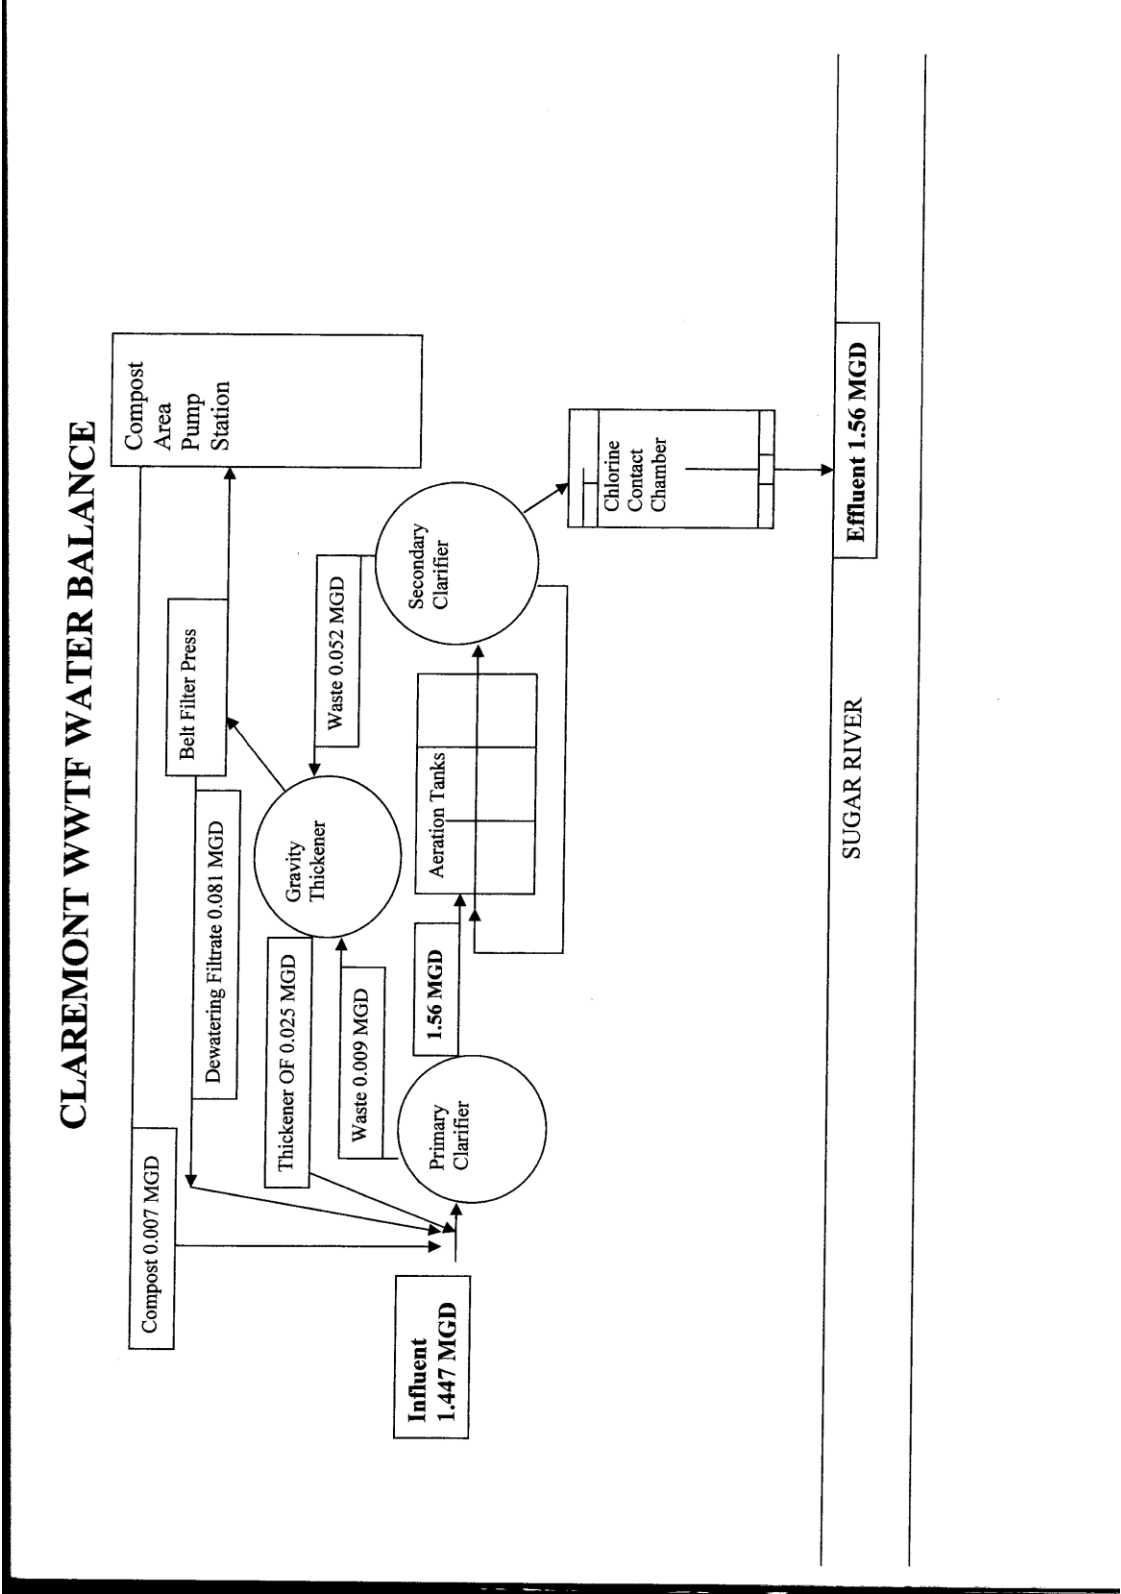 CLAREMONT WWTF WATER BALANCE
Compost 0.007 MGD
Dewatering Filtrate 0.081 MGD
Belt Filter Press
Compost
Area
Pump
Station
Thickener OF 0.025 MGD
Gravity
Thickener
Waste 0.052 MGD
Waste 0.009 MGD
Influent
1.447 MGD
Primary
Clarifier
1.56 MGD
Aeration Tanks
Secondary
Clarifier
Chlorine
Contact
Chamber
Effluent 1.56 MGD
SUGAR RIVER